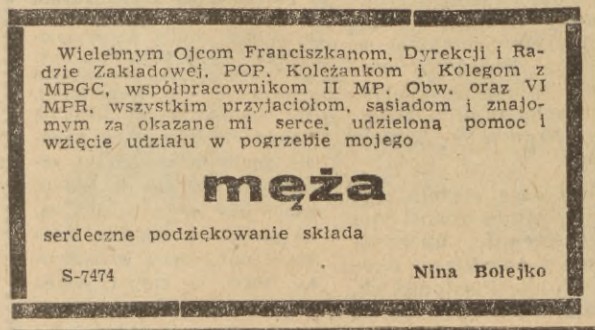 Wielebnym Ojcom Franciszkanom, Dyrekcji i Ra-
dzie Zakładowej, POP, Koleżankom i Kolegom z
MPGC, współpracownikom II MP. Obw. oraz VI
MPR, wszystkim przyjaciołom, sąsiadom i znajo-
mym za okazane mi serce, udzieloną pomoc i
wzięcie udziału w pogrzebie mojego
męża
serdeczne podziękowanie składa
S-7474 Nina Bołejko